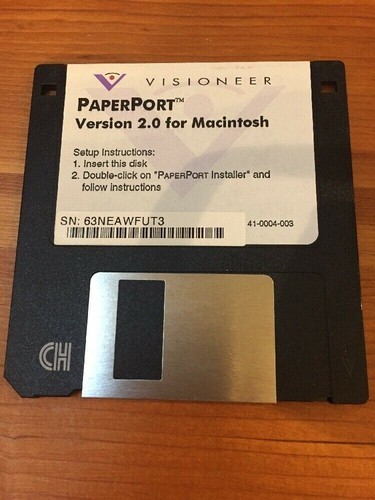 VISIONEER
PAPERPORT™
Version 2.0 for Macintosh
Setup Instructions:
1. Insert this disk
2. Double-click on "PAPERPORT Installer" and
follow instructions
SN: 63NEAWFUT3
41-0004-003
CH